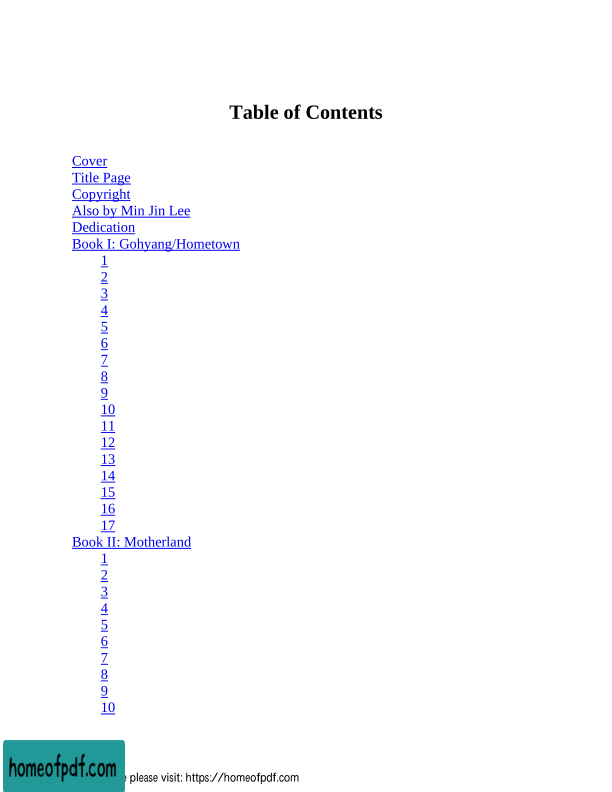 Table of Contents
Cover
Title Page
Copyright
Also by Min Jin Lee
Dedication
Book I: Gohyang/Hometown
1
2
3
4
5
6
7
8
9
10
11
12
13
14
15
16
17
Book II: Motherland
1
2
3
4
5
6
7
8
9
10
homeofpdf.com
please visit: https://homeofpdf.com